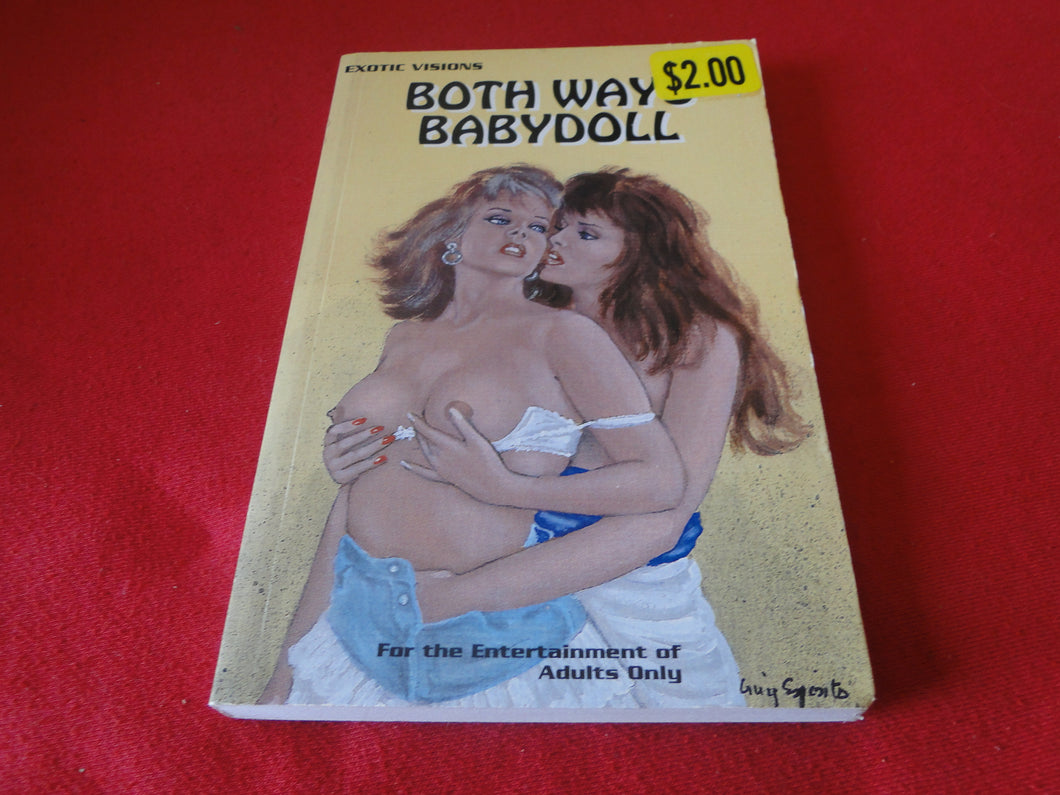 EXOTIC VISIONS
$2.00
BOTH WAYS
BABYDOLL
For the Entertainment of
Adults Only